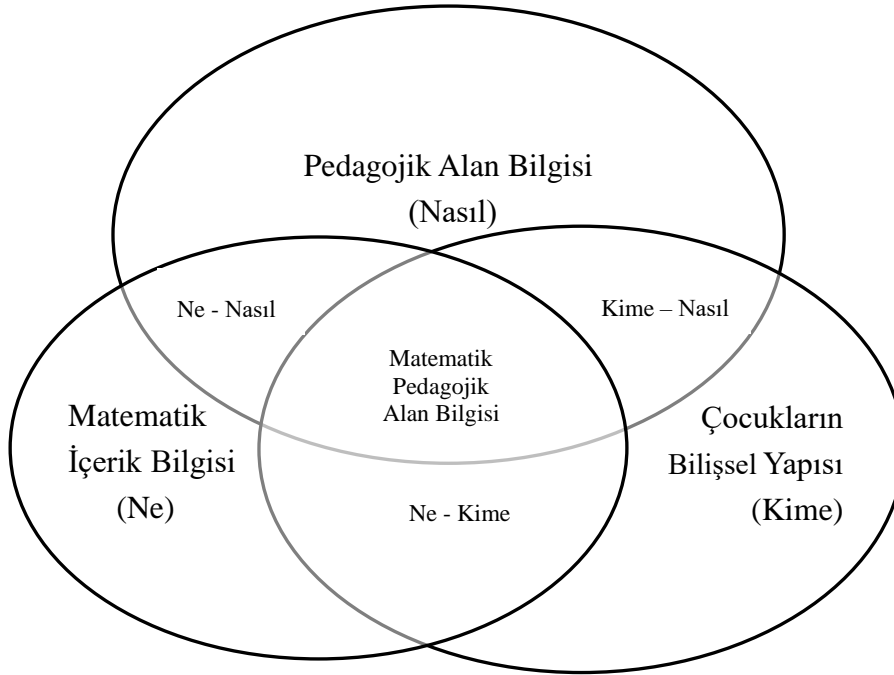 Pedagojik Alan Bilgisi
(Nasıl)
Ne - Nasıl
Kime – Nasıl
Matematik
Pedagojik
Alan Bilgisi
Matematik
İçerik Bilgisi
(Ne)
Çocukların
Bilişsel Yapısı
(Kime)
Ne - Kime